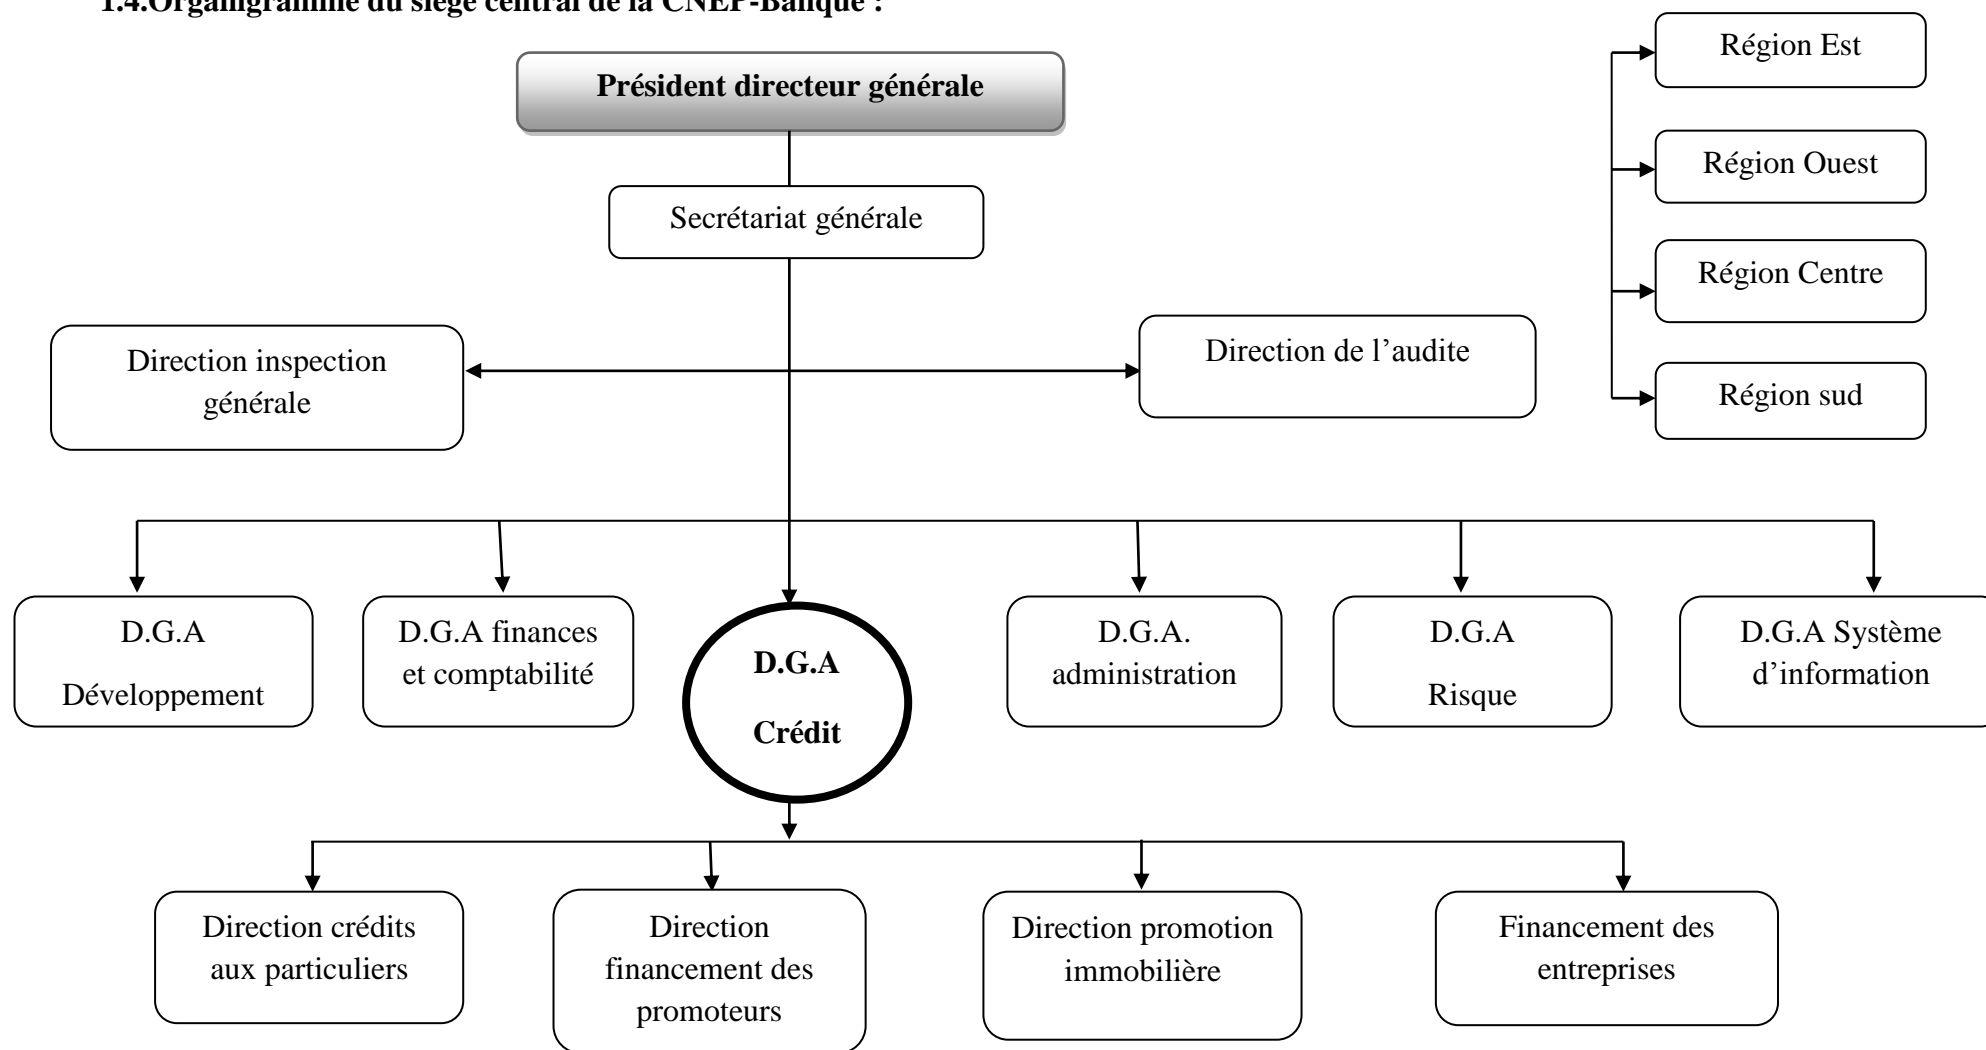 1.4.Organigramme du siège central de la CNEP-Banque :
Président directeur générale
Secrétariat générale
Région Est
Région Ouest
Région Centre
Région sud
Direction inspection
générale
Direction de l’audite
D.G.A
Développement
D.G.A finances
et comptabilité
D.G.A
Crédit
D.G.A.
administration
D.G.A
Risque
D.G.A Système
d’information
Direction crédits
aux particuliers
Direction
financement des
promoteurs
Direction promotion
immobilière
Financement des
entreprises